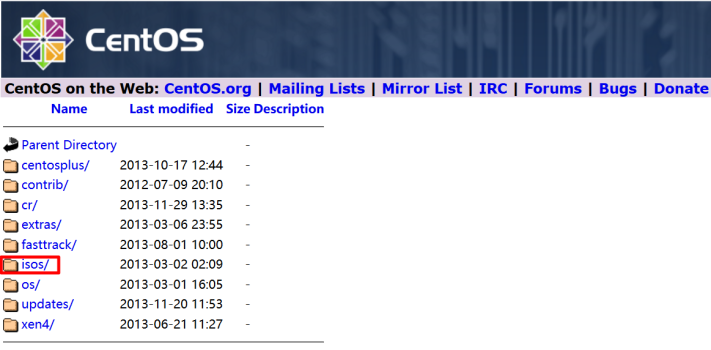 CentOS
CentOS on the Web: CentOS.org | Mailing Lists | Mirror List | IRC | Forums | Bugs | Donate
Name Last modified Size Description
Parent Directory -
centosplus/ 2013-10-17 12:44 -
contrib/ 2012-07-09 20:10 -
cr/ 2013-11-29 13:35 -
extras/ 2013-03-06 23:55 -
fasttrack/ 2013-08-01 10:00 -
isos/ 2013-03-02 02:09 -
os/ 2013-03-01 16:05 -
updates/ 2013-11-20 11:53 -
xen4/ 2013-06-21 11:27 -